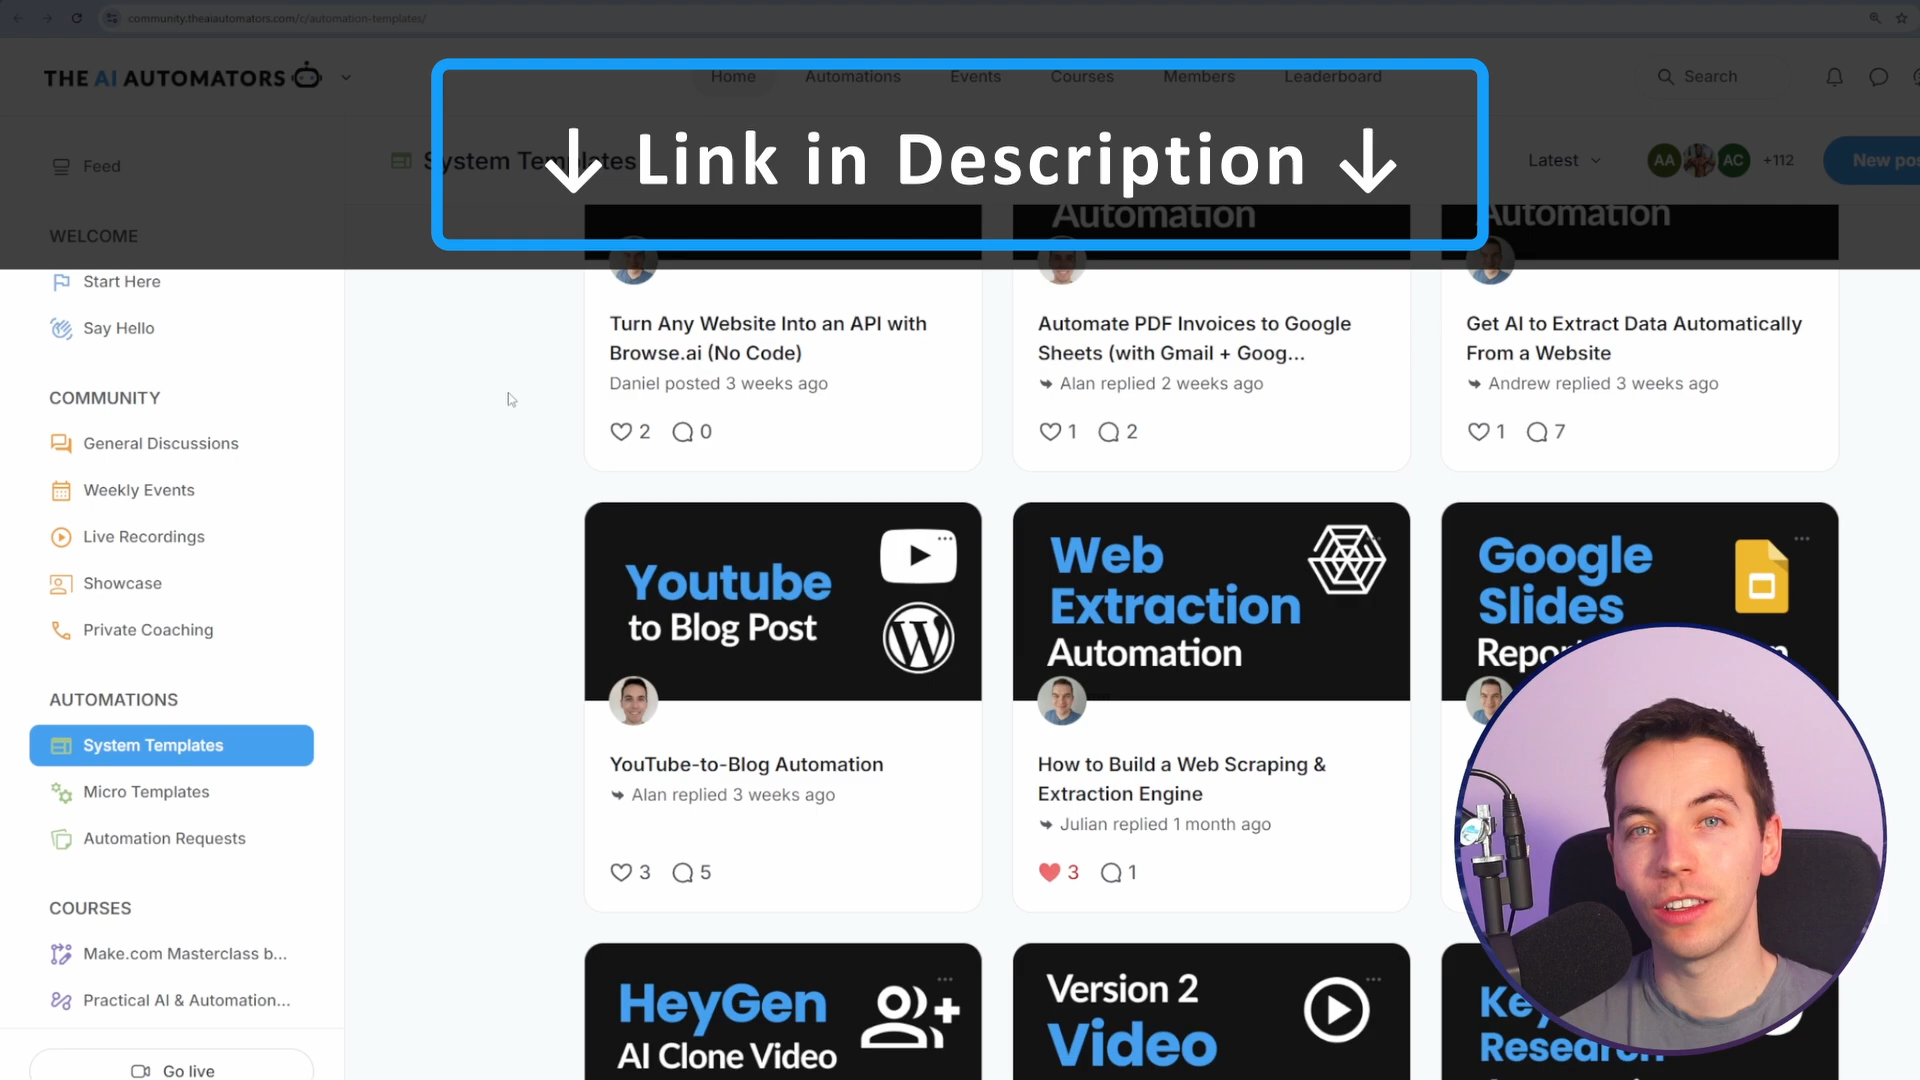 community.theaiautomators.com/c/automation-templates/
THE AI AUTOMATORS
Home
Automations
Events
Courses
Members
Leaderboard
Search
↓ Link in Description ↓
System Templates
Latest
AA
AC
+112
New pos
Feed
WELCOME
Start Here
Say Hello
COMMUNITY
General Discussions
Weekly Events
Live Recordings
Showcase
Private Coaching
AUTOMATIONS
System Templates
Micro Templates
Automation Requests
COURSES
Make.com Masterclass b...
Practical AI & Automation...
Go live
Turn Any Website Into an API with
Browse.ai (No Code)
Daniel posted 3 weeks ago
2
0
Automation
Automate PDF Invoices to Google
Sheets (with Gmail + Goog...
Alan replied 2 weeks ago
1
2
Automation
Get AI to Extract Data Automatically
From a Website
Andrew replied 3 weeks ago
1
7
Youtube
to Blog Post
YouTube-to-Blog Automation
Alan replied 3 weeks ago
3
5
Web
Extraction
Automation
How to Build a Web Scraping &
Extraction Engine
Julian replied 1 month ago
3
1
Google
Slides
HeyGen
AI Clone Video
Version 2
Video